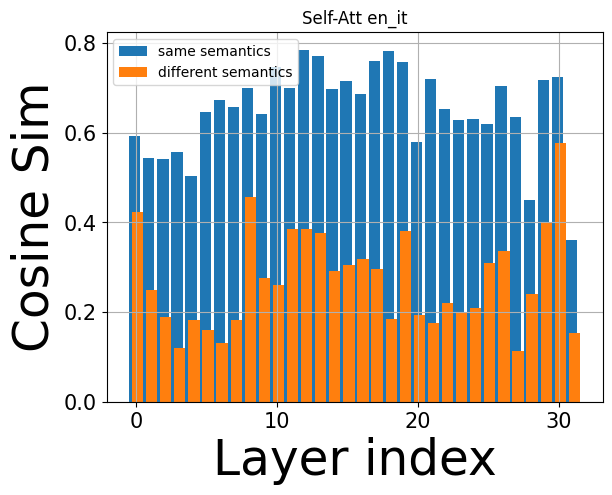 Self-Att en_it
same semantics
different semantics
Cosine Sim
0.8
0.6
0.4
0.2
0.0
0 10 20 30
Layer index